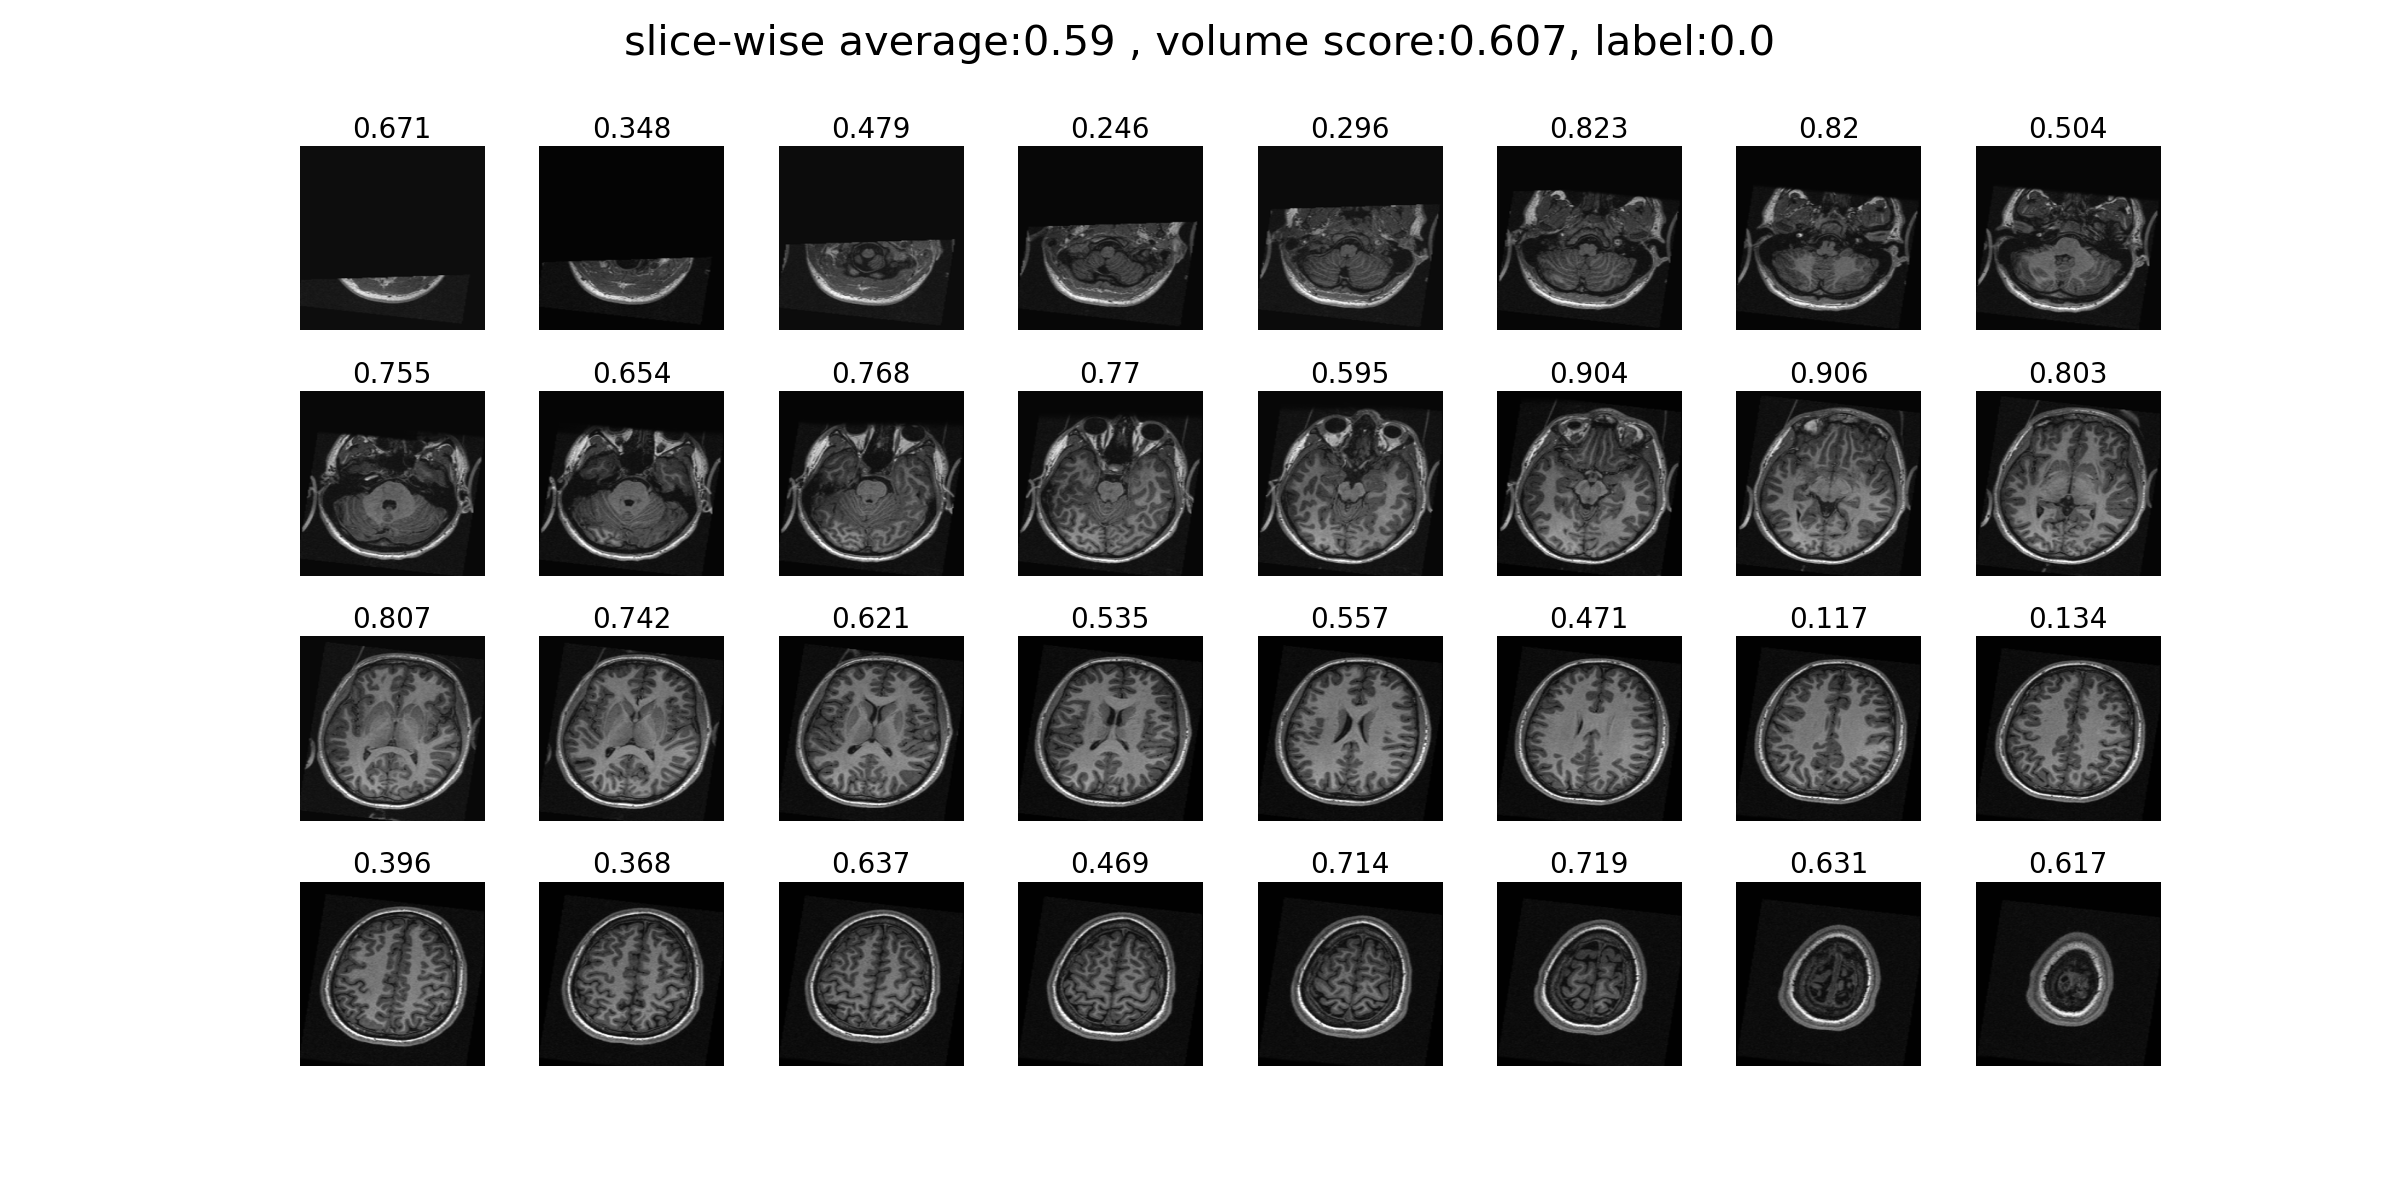 slice-wise average:0.59 , volume score:0.607, label:0.0
0.671 0.348 0.479 0.246 0.296 0.823 0.82 0.504
0.755 0.654 0.768 0.77 0.595 0.904 0.906 0.803
0.807 0.742 0.621 0.535 0.557 0.471 0.117 0.134
0.396 0.368 0.637 0.469 0.714 0.719 0.631 0.617